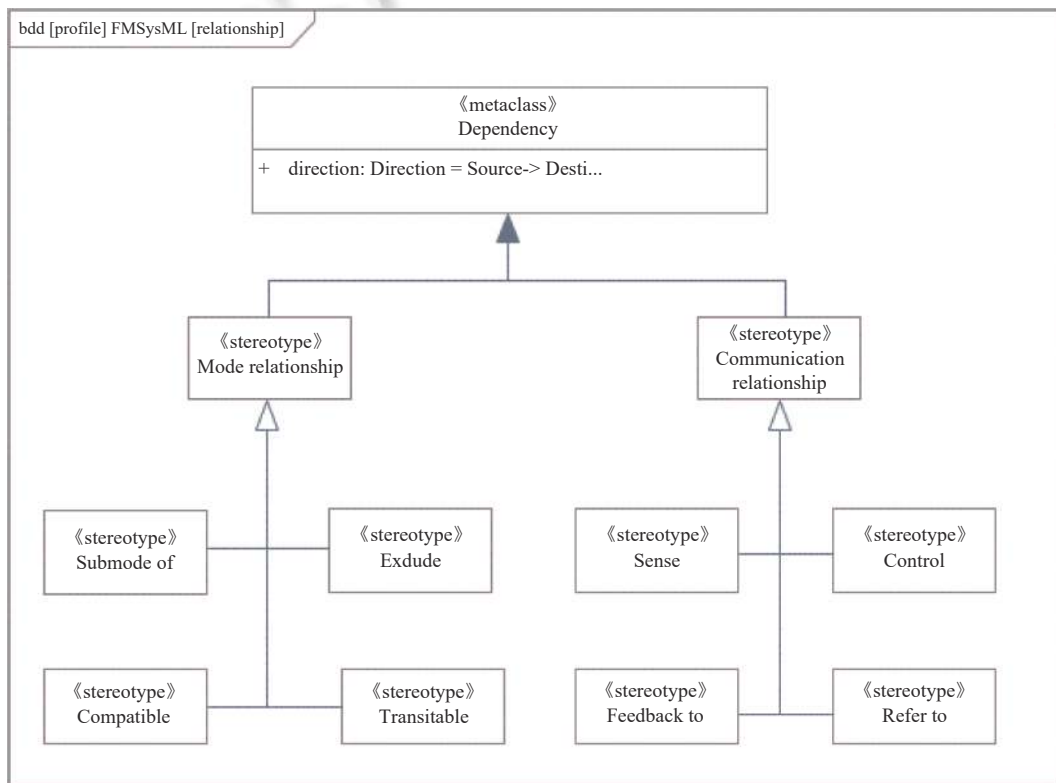 bdd [profile] FMSysML [relationship]
《metaclass》
Dependency
+ direction: Direction = Source-> Desti...
《stereotype》
Mode relationship
《stereotype》
Communication
relationship
《stereotype》
Submode of
《stereotype》
Exdude
《stereotype》
Sense
《stereotype》
Control
《stereotype》
Compatible
《stereotype》
Transitable
《stereotype》
Feedback to
《stereotype》
Refer to